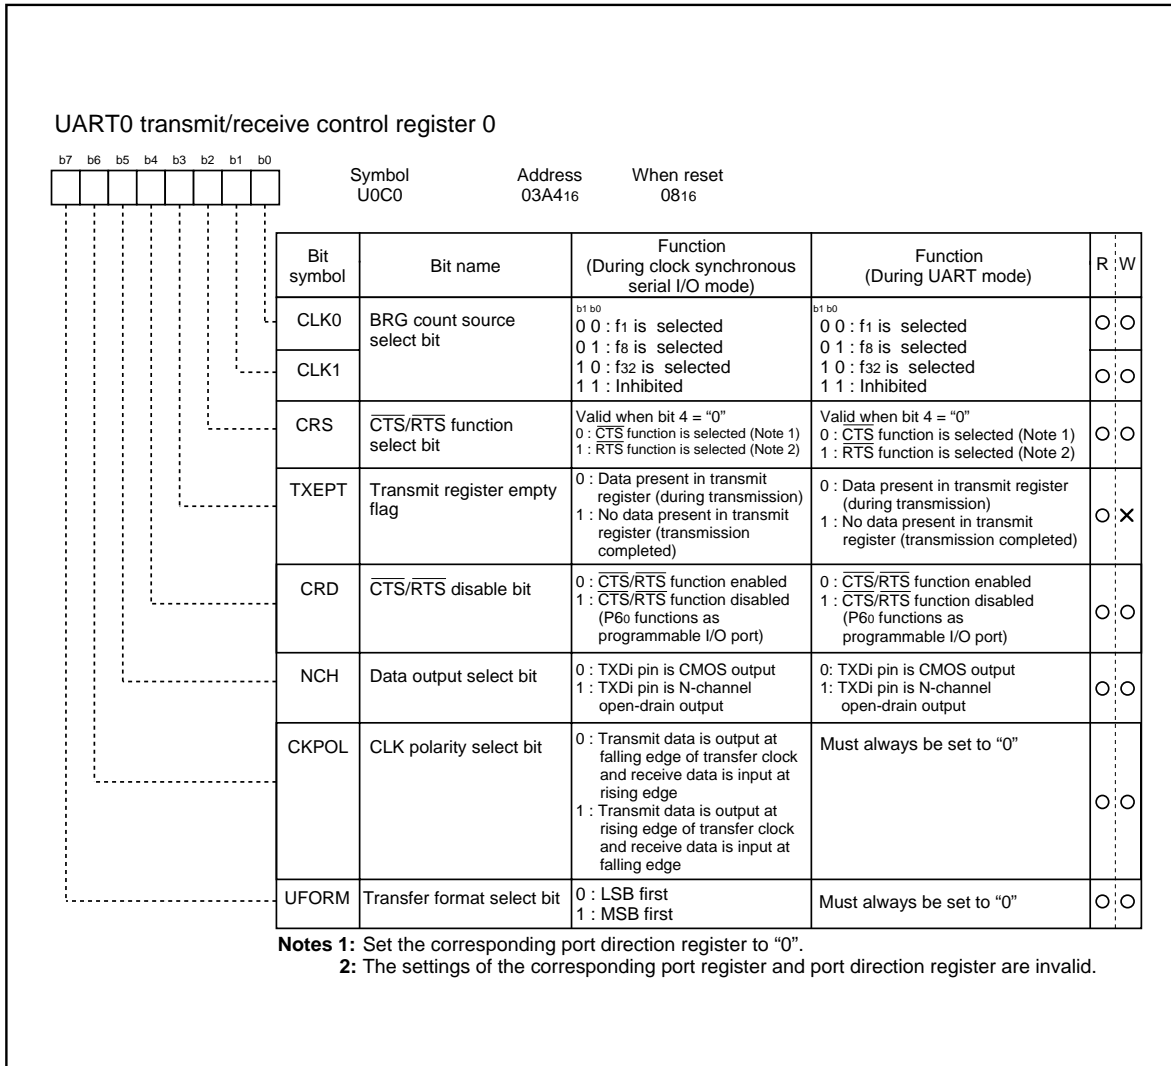 UART0 transmit/receive control register 0
b7 b6 b5 b4 b3 b2 b1 b0
Symbol Address When reset
U0C0 03A416 0816
Bit symbol
Bit name
Function
(During clock synchronous
serial I/O mode)
Function
(During UART mode)
R W
CLK0
CLK1
BRG count source
select bit
b1 b0
0 0 : f1 is selected
0 1 : f8 is selected
1 0 : f32 is selected
1 1 : Inhibited
b1 b0
0 0 : f1 is selected
0 1 : f8 is selected
1 0 : f32 is selected
1 1 : Inhibited
CRS
CTS/RTS function
select bit
Valid when bit 4 = “0”
0 : CTS function is selected (Note 1)
1 : RTS function is selected (Note 2)
Valid when bit 4 = “0”
0 : CTS function is selected (Note 1)
1 : RTS function is selected (Note 2)
TXEPT
Transmit register empty
flag
0 : Data present in transmit
register (during transmission)
1 : No data present in transmit
register (transmission
completed)
0 : Data present in transmit register
(during transmission)
1 : No data present in transmit
register (transmission completed)
CRD
CTS/RTS disable bit
0 : CTS/RTS function enabled
1 : CTS/RTS function disabled
(P60 functions as
programmable I/O port)
0 : CTS/RTS function enabled
1 : CTS/RTS function disabled
(P60 functions as
programmable I/O port)
NCH
Data output select bit
0 : TXDi pin is CMOS output
1 : TXDi pin is N-channel
open-drain output
0: TXDi pin is CMOS output
1: TXDi pin is N-channel
open-drain output
CKPOL
CLK polarity select bit
0 : Transmit data is output at
falling edge of transfer clock
and receive data is input at
rising edge
1 : Transmit data is output at
rising edge of transfer clock
and receive data is input at
falling edge
Must always be set to “0”
UFORM
Transfer format select bit
0 : LSB first
1 : MSB first
Must always be set to “0”
Notes 1: Set the corresponding port direction register to “0”.
2: The settings of the corresponding port register and port direction register are invalid.